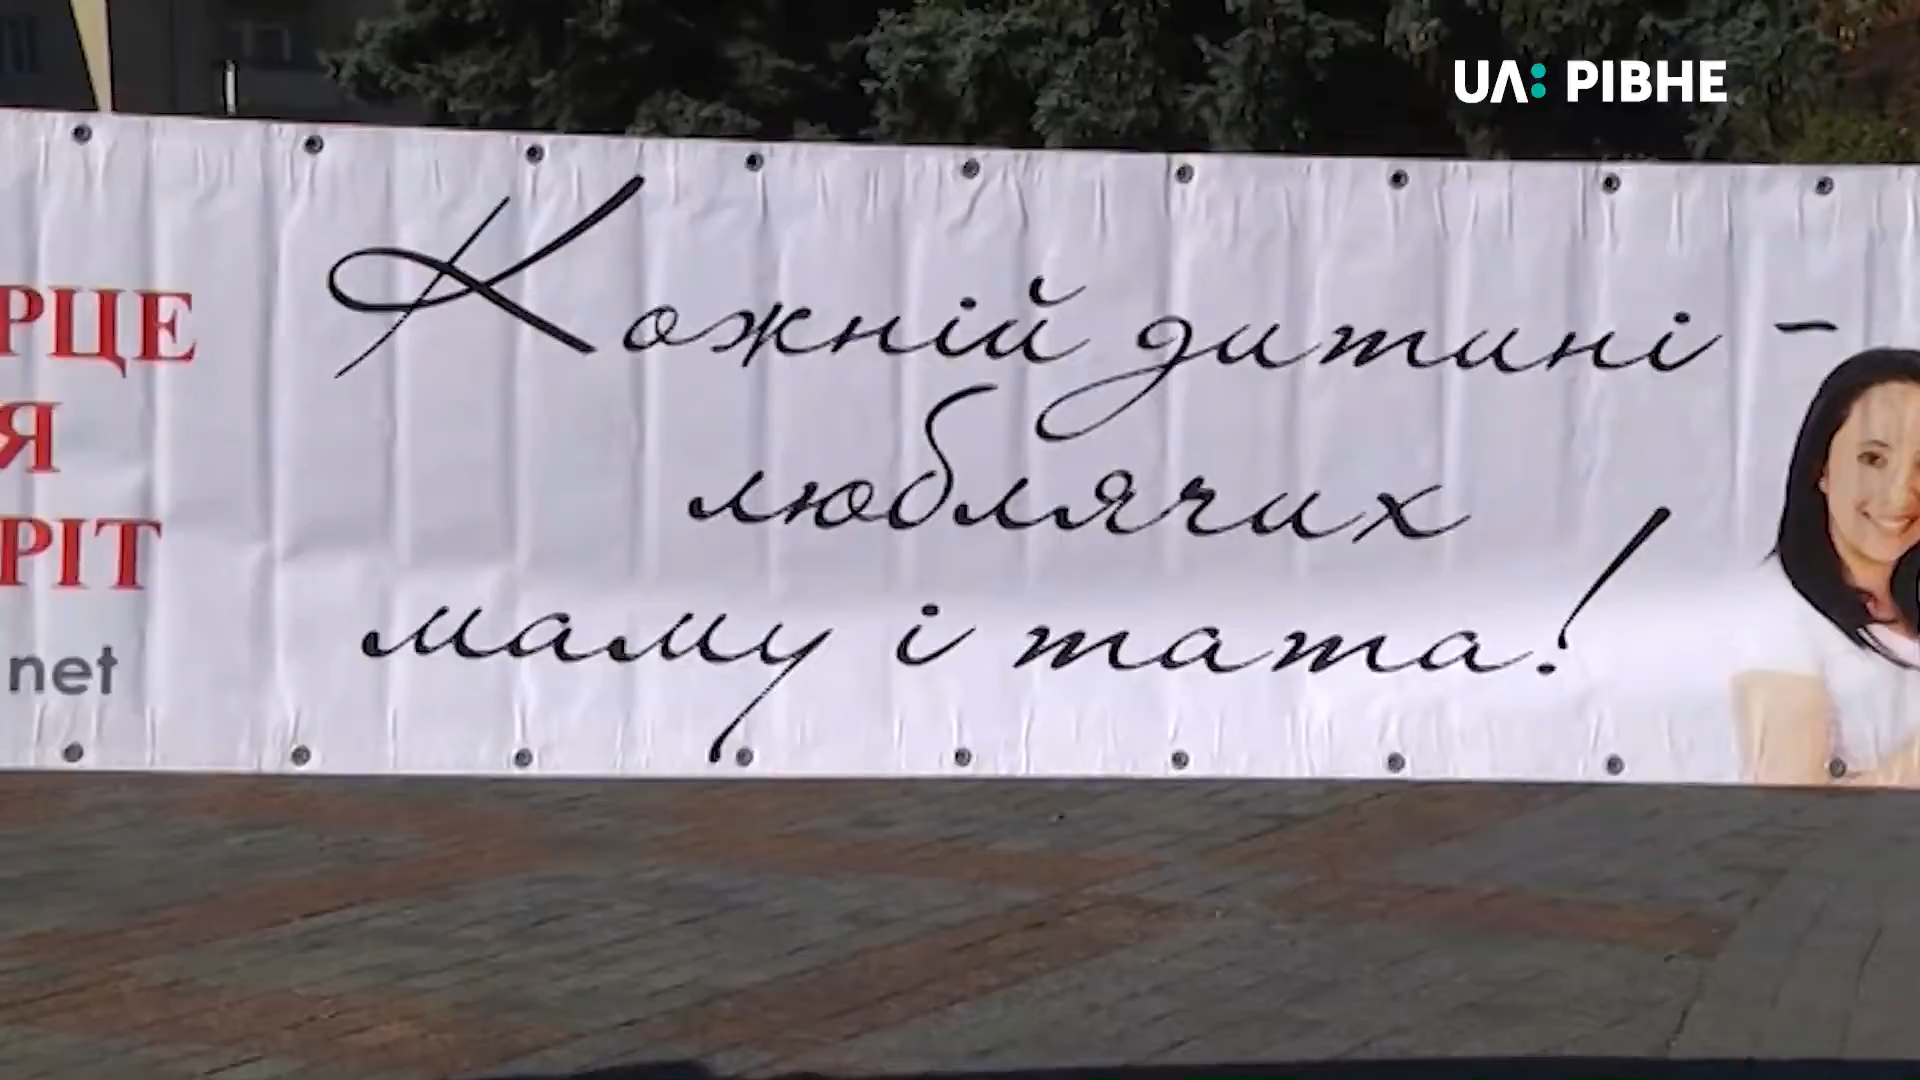 UA: РІВНЕ
РЦЕ
Я
РІТ
net
Кожній дитині –
люблячих
маму і тата!